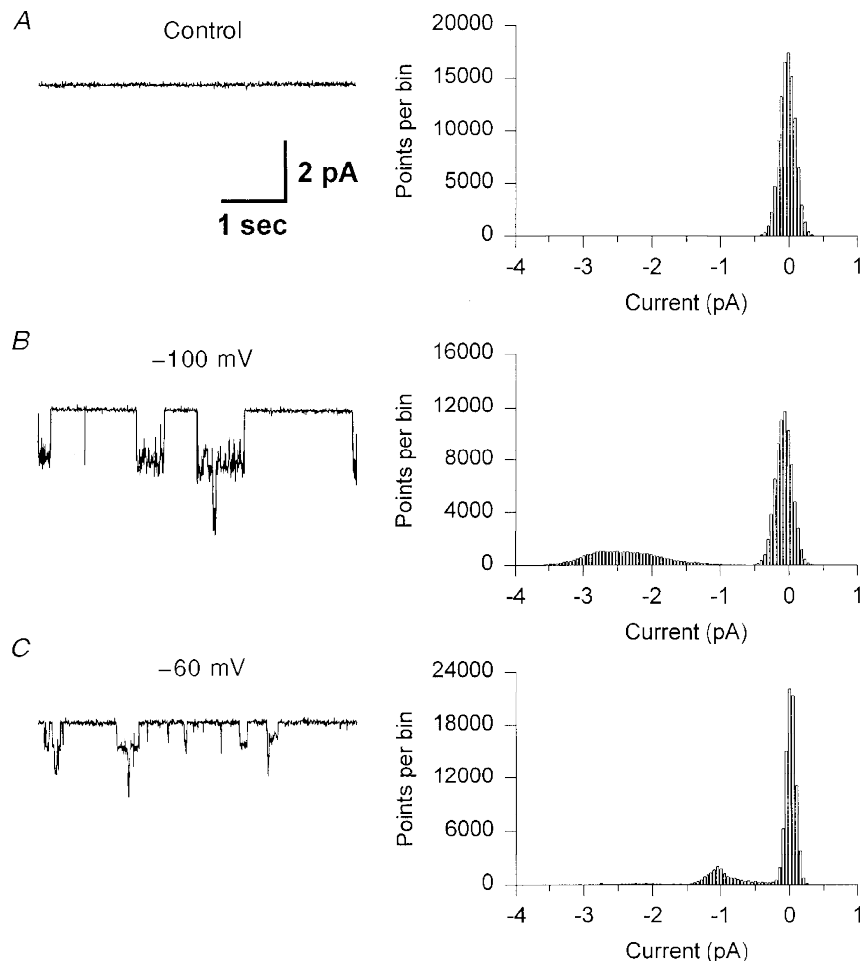 A
Control
2 pA
1 sec
20000
15000
10000
5000
0
Points per bin
-4 -3 -2 -1 0 1
Current (pA)
B
–100 mV
16000
12000
8000
4000
0
Points per bin
-4 -3 -2 -1 0 1
Current (pA)
C
–60 mV
24000
18000
12000
6000
0
Points per bin
-4 -3 -2 -1 0 1
Current (pA)